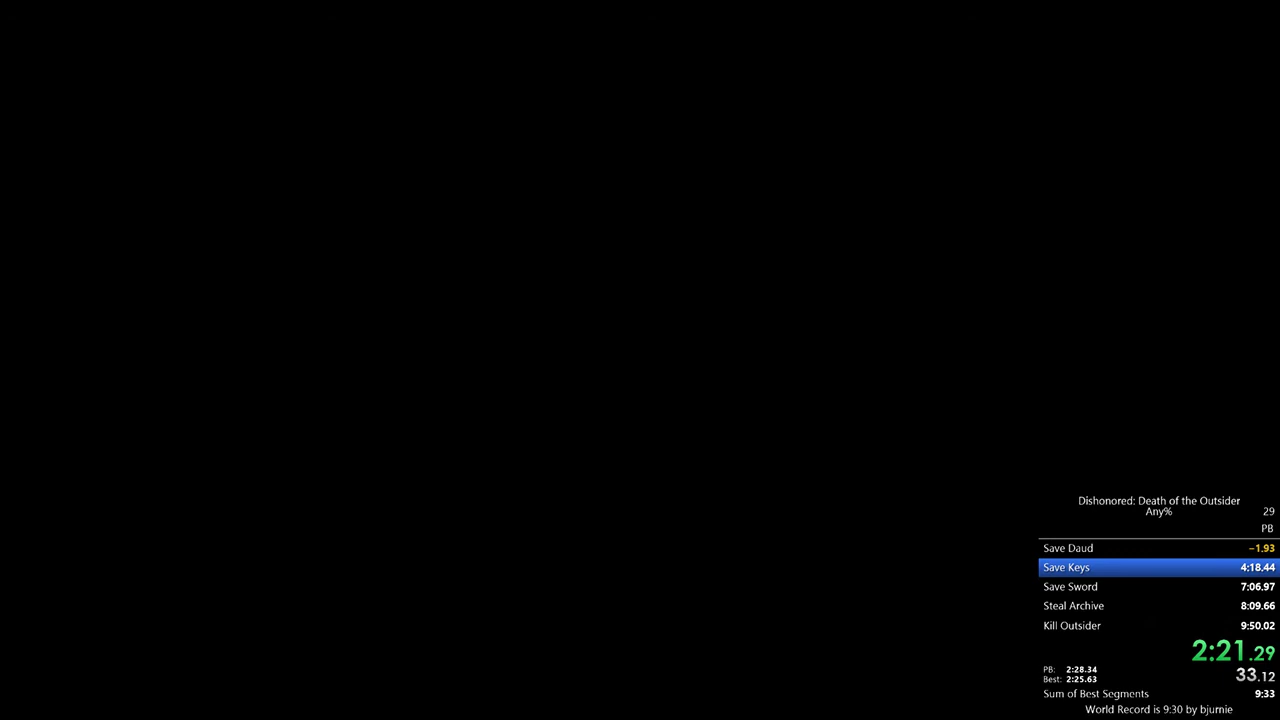 Dishonored: Death of the Outsider
Any% 29
PB
Save Daud −1.93
Save Keys 4:18.44
Save Sword 7:06.97
Steal Archive 8:09.66
Kill Outsider 9:50.02
2:21.29
PB: 2:28.34
33.12
Best: 2:25.63
Sum of Best Segments 9:33
World Record is 9:30 by bjurnie